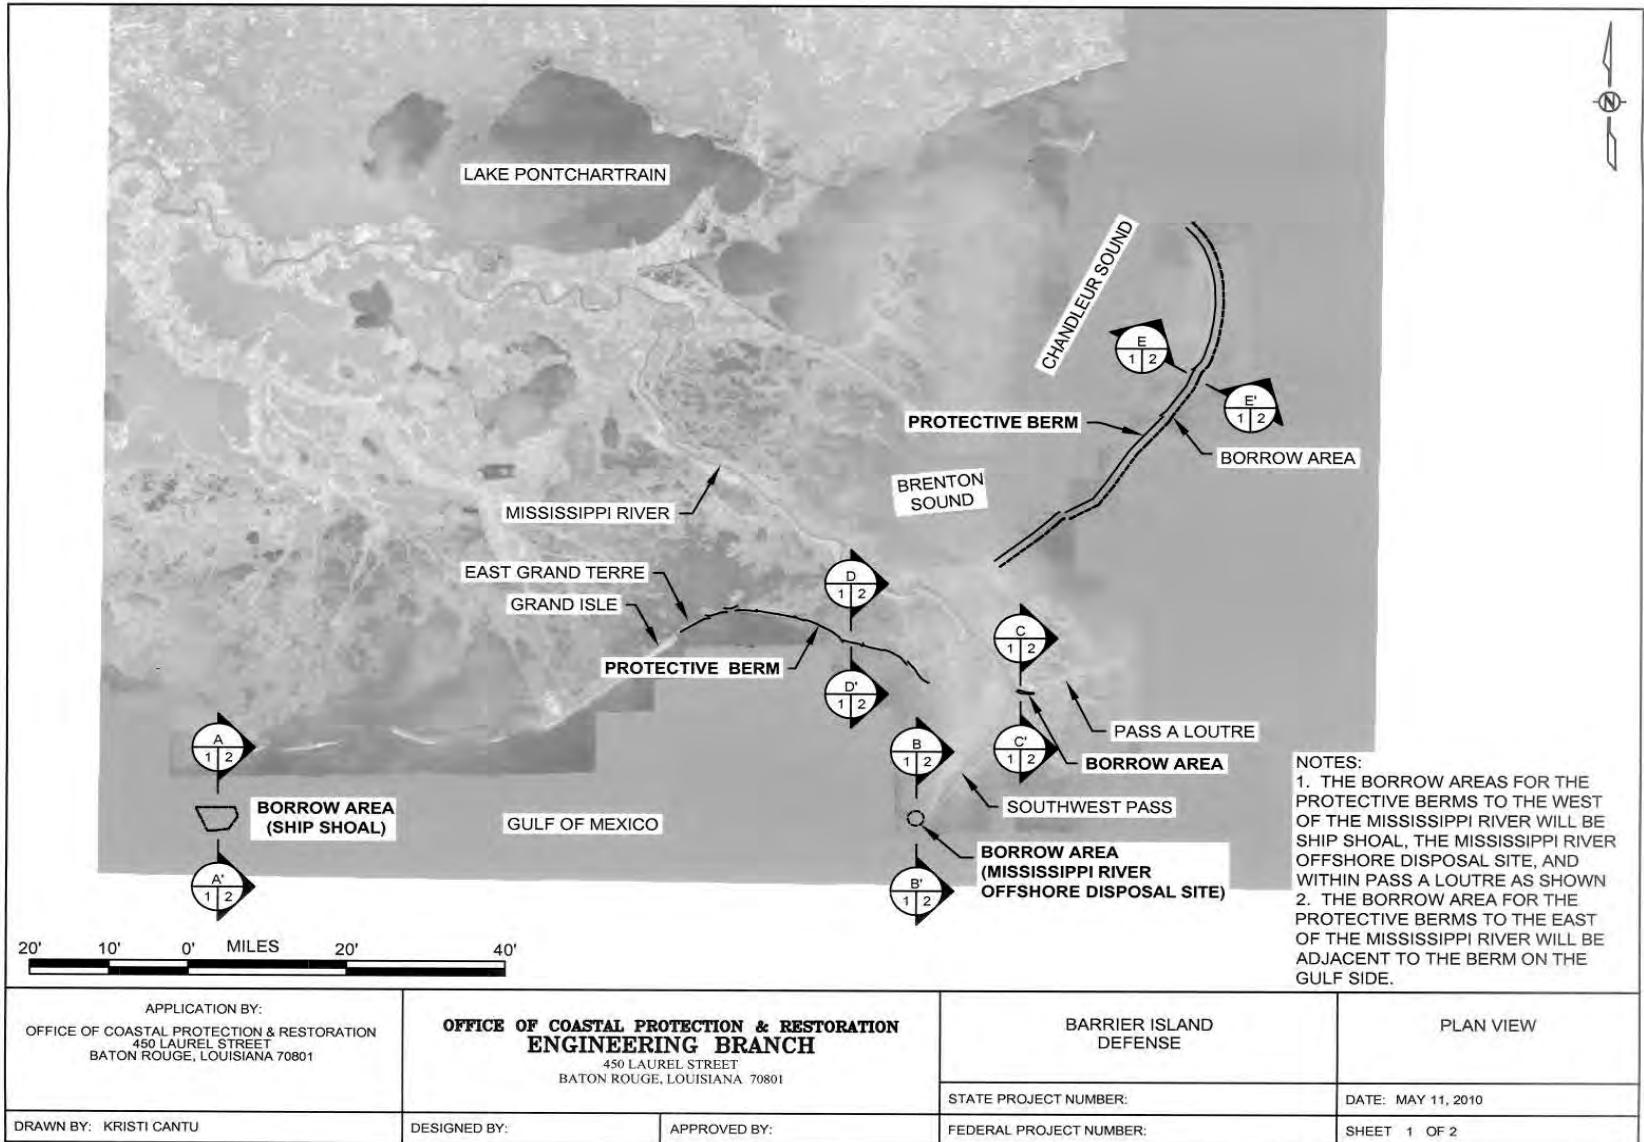 LAKE PONTCHARTRAIN
N
CHANDLEUR SOUND
E
1 2
E'
1 2
PROTECTIVE BERM
BORROW AREA
BRENTON
SOUND
MISSISSIPPI RIVER
EAST GRAND TERRE
GRAND ISLE
PROTECTIVE BERM
D
1 2
D'
1 2
C
1 2
C'
1 2
PASS A LOUTRE
BORROW AREA
A
1 2
B
1 2
SOUTHWEST PASS
BORROW AREA
(SHIP SHOAL)
GULF OF MEXICO
BORROW AREA
(MISSISSIPPI RIVER
OFFSHORE DISPOSAL SITE)
A'
1 2
B'
1 2
NOTES:
1. THE BORROW AREAS FOR THE
PROTECTIVE BERMS TO THE WEST
OF THE MISSISSIPPI RIVER WILL BE
SHIP SHOAL, THE MISSISSIPPI RIVER
OFFSHORE DISPOSAL SITE, AND
WITHIN PASS A LOUTRE AS SHOWN
2. THE BORROW AREA FOR THE
PROTECTIVE BERMS TO THE EAST
OF THE MISSISSIPPI RIVER WILL BE
ADJACENT TO THE BERM ON THE
GULF SIDE.
20' 10' 0' MILES 20' 40'
APPLICATION BY:
OFFICE OF COASTAL PROTECTION & RESTORATION
450 LAUREL STREET
BATON ROUGE, LOUISIANA 70801
OFFICE OF COASTAL PROTECTION & RESTORATION
ENGINEERING BRANCH
450 LAUREL STREET
BATON ROUGE, LOUISIANA 70801
BARRIER ISLAND
DEFENSE
PLAN VIEW
STATE PROJECT NUMBER:
DATE: MAY 11, 2010
DRAWN BY: KRISTI CANTU
DESIGNED BY:
APPROVED BY:
FEDERAL PROJECT NUMBER:
SHEET 1 OF 2